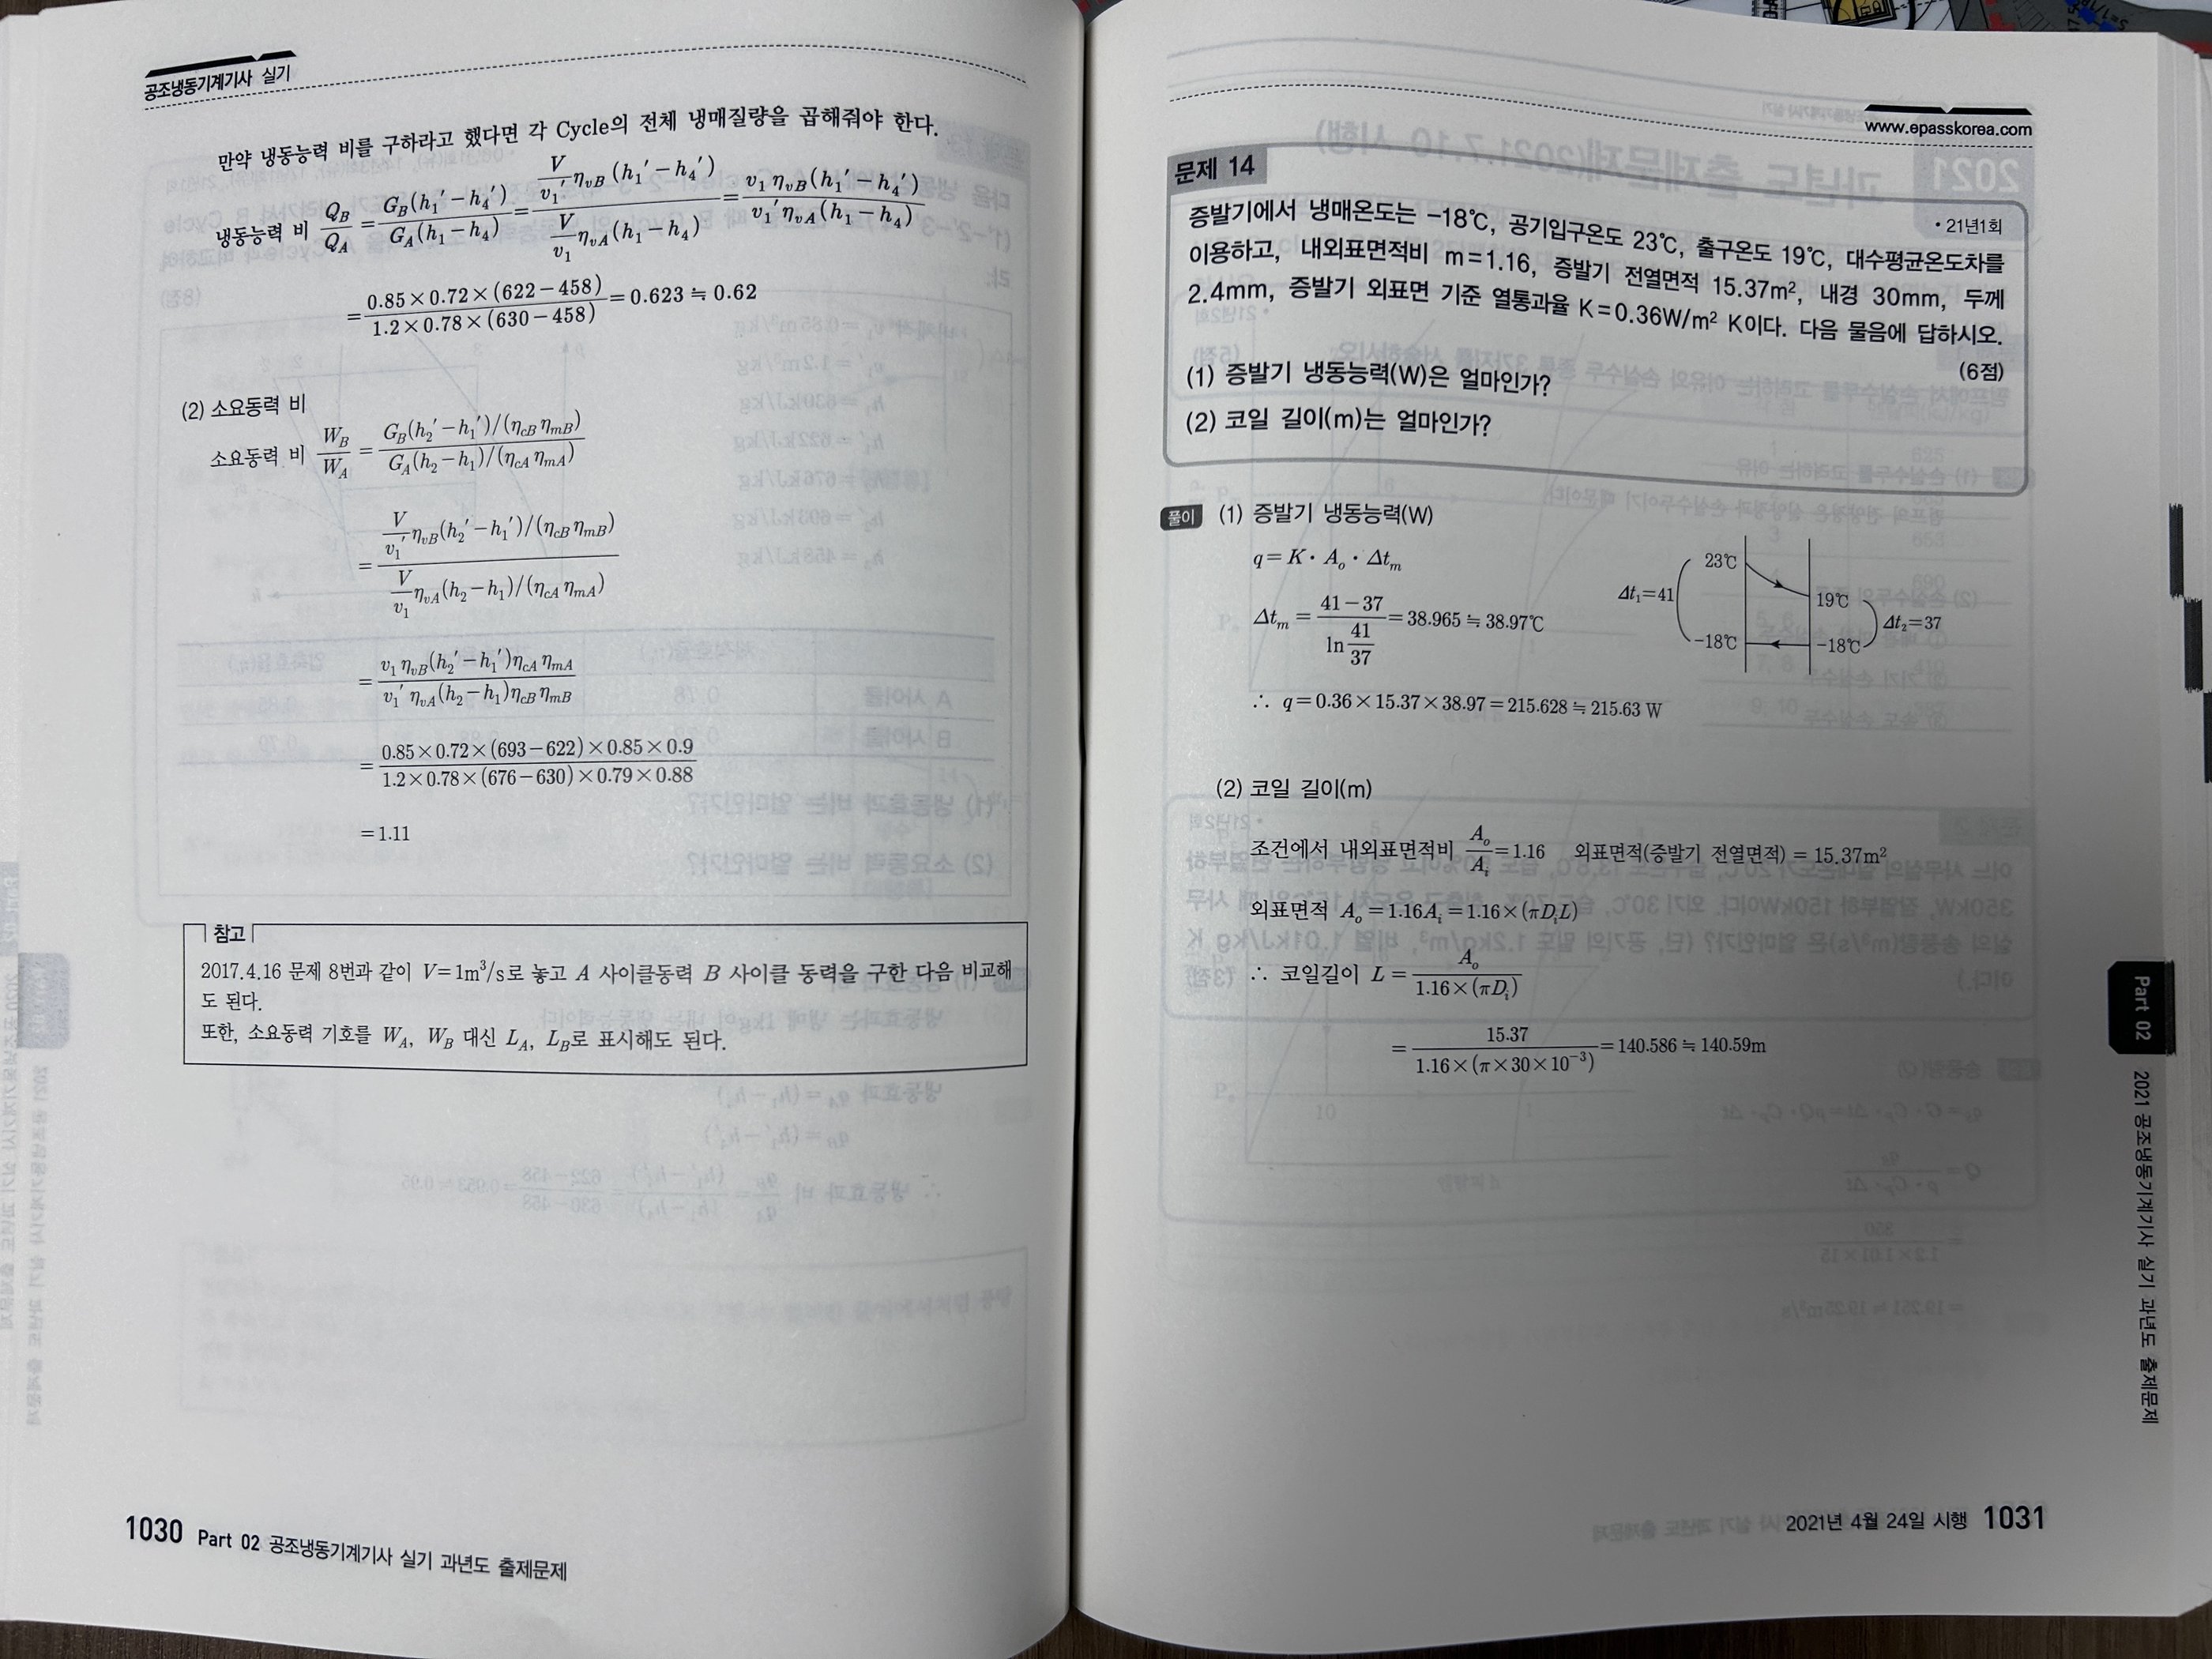 공조냉동기계기사 실기
만약 냉동능력 비를 구하라고 했다면 각 Cycle의 전체 냉매질량을 곱해줘야 한다.
냉동능력 비 Q_B/Q_A = G_B(h_1′−h_4′)/G_A(h_1−h_4) = (V/v_1′)η_vB(h_1′−h_4′)/(V/v_1)η_vA(h_1−h_4) = v_1 η_vB(h_1′−h_4′)/v_1′ η_vA(h_1−h_4)
= 0.85×0.72×(622−458)/1.2×0.78×(630−458) = 0.623 ≒ 0.62
(2) 소요동력 비
소요동력 비 W_B/W_A = G_B(h_2′−h_1′)/(η_cB η_mB) / G_A(h_2−h_1)/(η_cA η_mA)
= (V/v_1′)η_vB(h_2′−h_1′)/(η_cB η_mB) / (V/v_1)η_vA(h_2−h_1)/(η_cA η_mA)
= v_1 η_vB(h_2′−h_1′)η_cA η_mA / v_1′ η_vA(h_2−h_1)η_cB η_mB
= 0.85×0.72×(693−622)×0.85×0.9 / 1.2×0.78×(676−630)×0.79×0.88
= 1.11
참고
2017.4.16 문제 8번과 같이 V=1m³/s로 놓고 A 사이클동력 B 사이클 동력을 구한 다음 비교해
도 된다.
또한, 소요동력 기호를 W_A, W_B 대신 L_A, L_B로 표시해도 된다.
1030 Part 02 공조냉동기계기사 실기 과년도 출제문제
www.epasskorea.com
문제 14
• 21년1회
증발기에서 냉매온도는 -18℃, 공기입구온도 23℃, 출구온도 19℃, 대수평균온도차를
이용하고, 내외표면적비 m=1.16, 증발기 전열면적 15.37m², 내경 30mm, 두께
2.4mm, 증발기 외표면 기준 열통과율 K=0.36W/m² K이다. 다음 물음에 답하시오.
(6점)
(1) 증발기 냉동능력(W)은 얼마인가?
(2) 코일 길이(m)는 얼마인가?
풀이 (1) 증발기 냉동능력(W)
q = K · A_o · Δt_m
Δt_m = (41−37)/(ln 41/37) = 38.965 ≒ 38.97℃
∴ q = 0.36×15.37×38.97 = 215.628 ≒ 215.63 W
23℃
19℃
Δt₁=41
Δt₂=37
−18℃
−18℃
(2) 코일 길이(m)
조건에서 내외표면적비 A_o/A_i = 1.16 외표면적(증발기 전열면적) = 15.37m²
외표면적 A_o = 1.16A_i = 1.16×(πD_iL)
∴ 코일길이 L = A_o/1.16×(πD_i)
= 15.37/1.16×(π×30×10⁻³) = 140.586 ≒ 140.59m
Part 02 2021 공조냉동기계기사 실기 과년도 출제문제
2021년 4월 24일 시행 1031